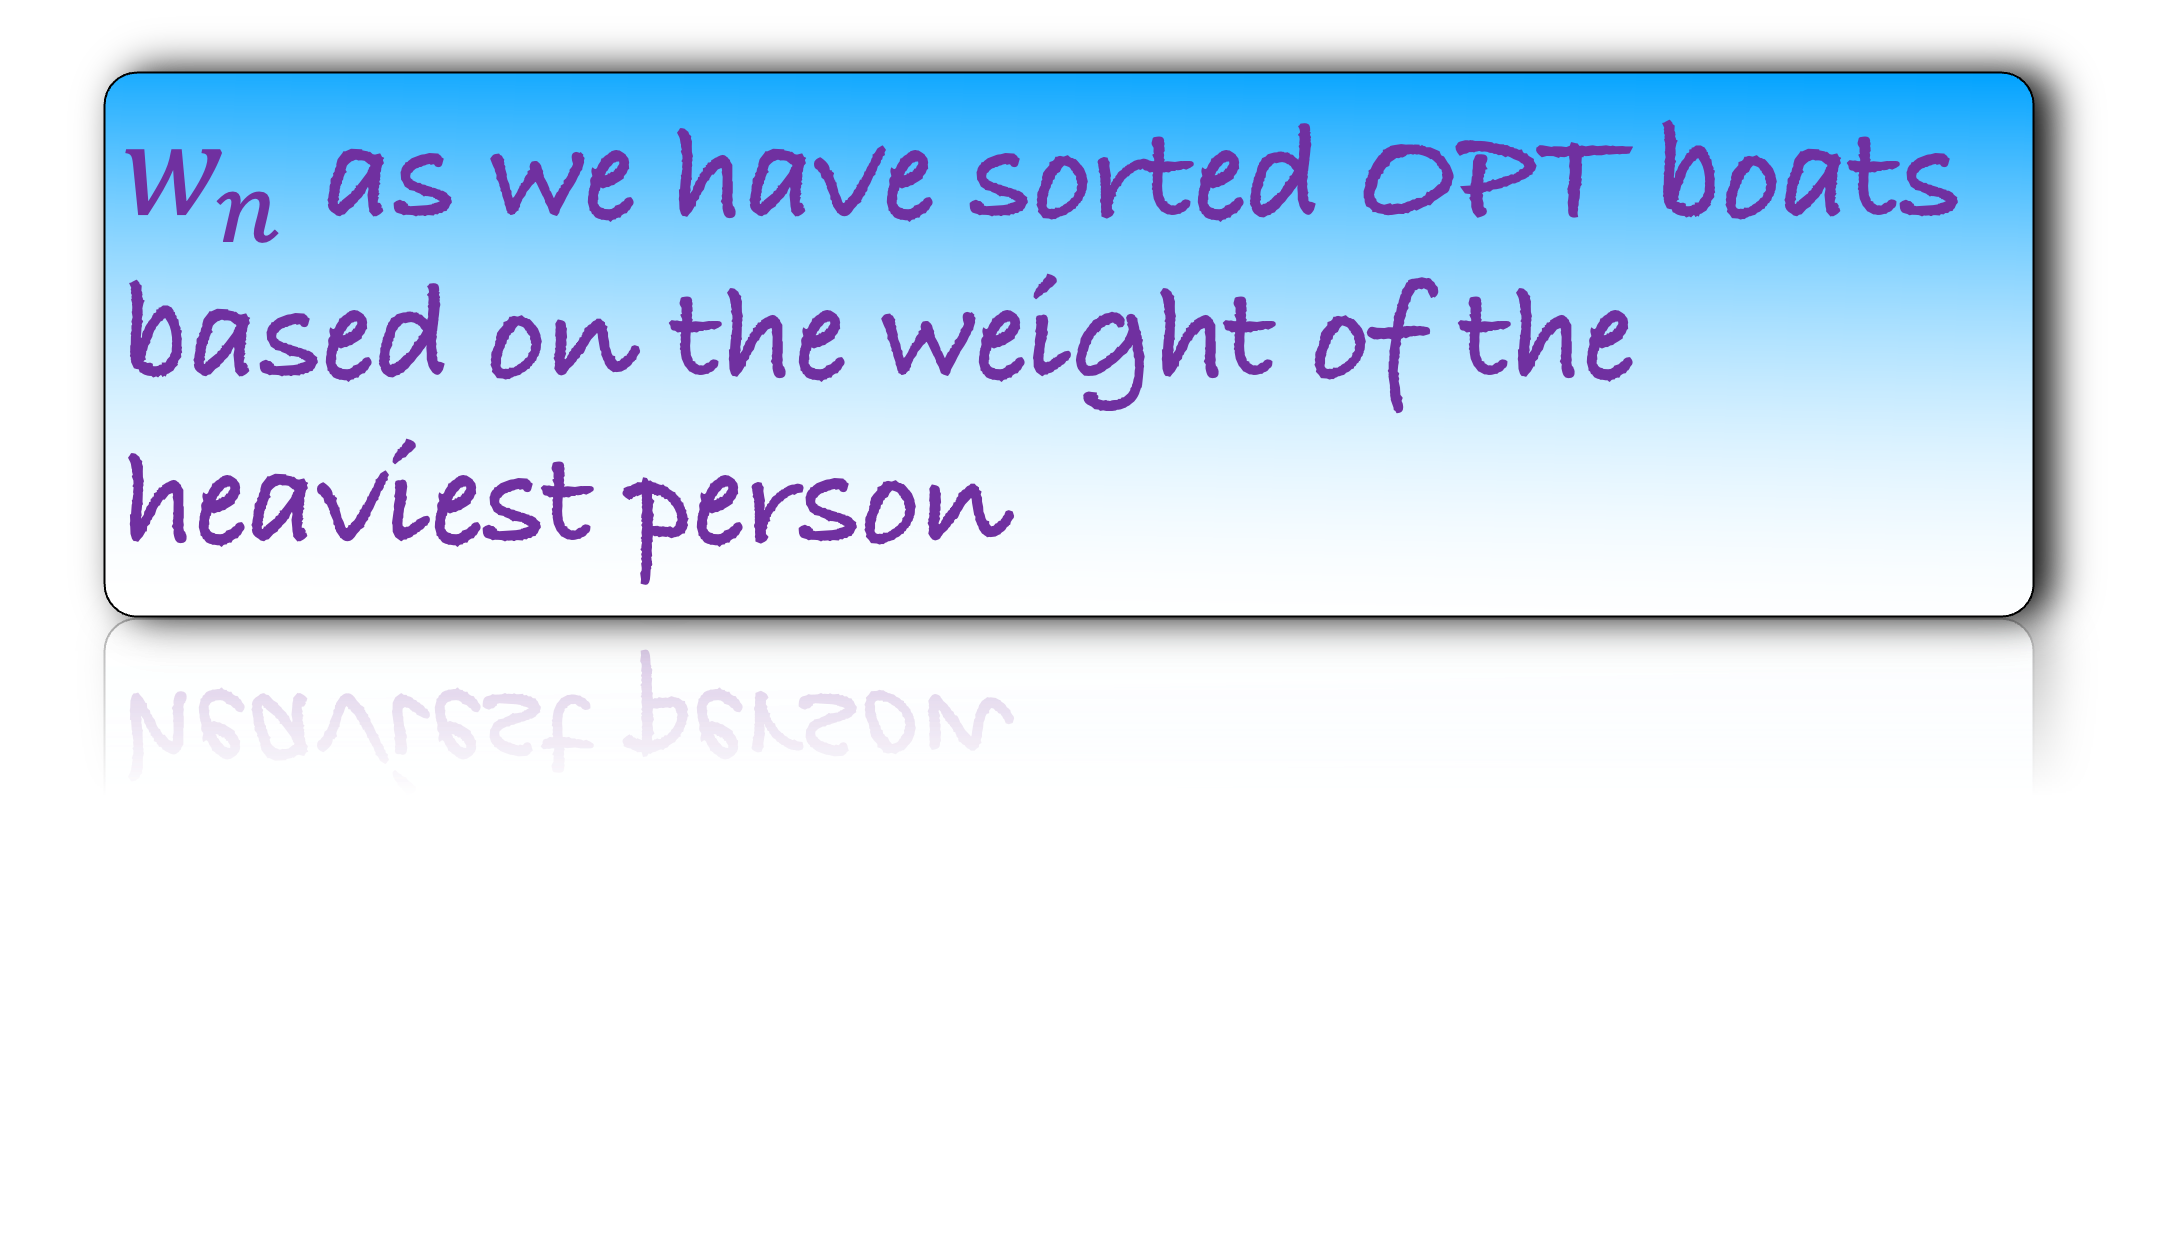 wₙ as we have sorted OPT boats
based on the weight of the
heaviest person